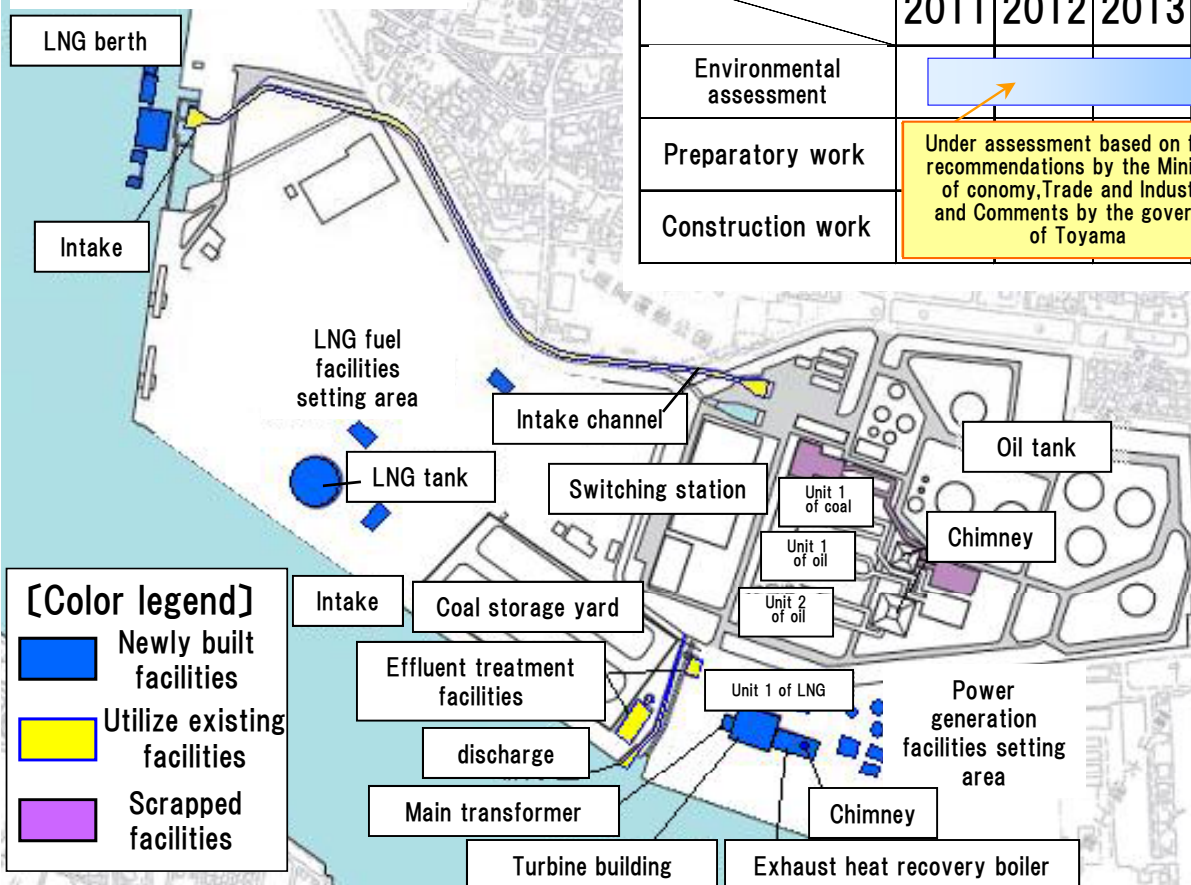 2011 2012 2013
Environmental
assessment
Preparatory work
Construction work
Under assessment based on
recommendations by the
of conomy,Trade and
and Comments by the
of Toyama
LNG berth
Intake
LNG fuel
facilities
setting area
Intake channel
LNG tank
Switching station
Oil tank
Unit 1
of coal
Chimney
Unit 1
of oil
Unit 2
of oil
Intake
Coal storage yard
Effluent treatment
facilities
Unit 1 of LNG
Power
generation
facilities setting
area
discharge
Main transformer
Chimney
Turbine building
Exhaust heat recovery boiler
〔Color legend〕
Newly built
facilities
Utilize existing
facilities
Scrapped
facilities